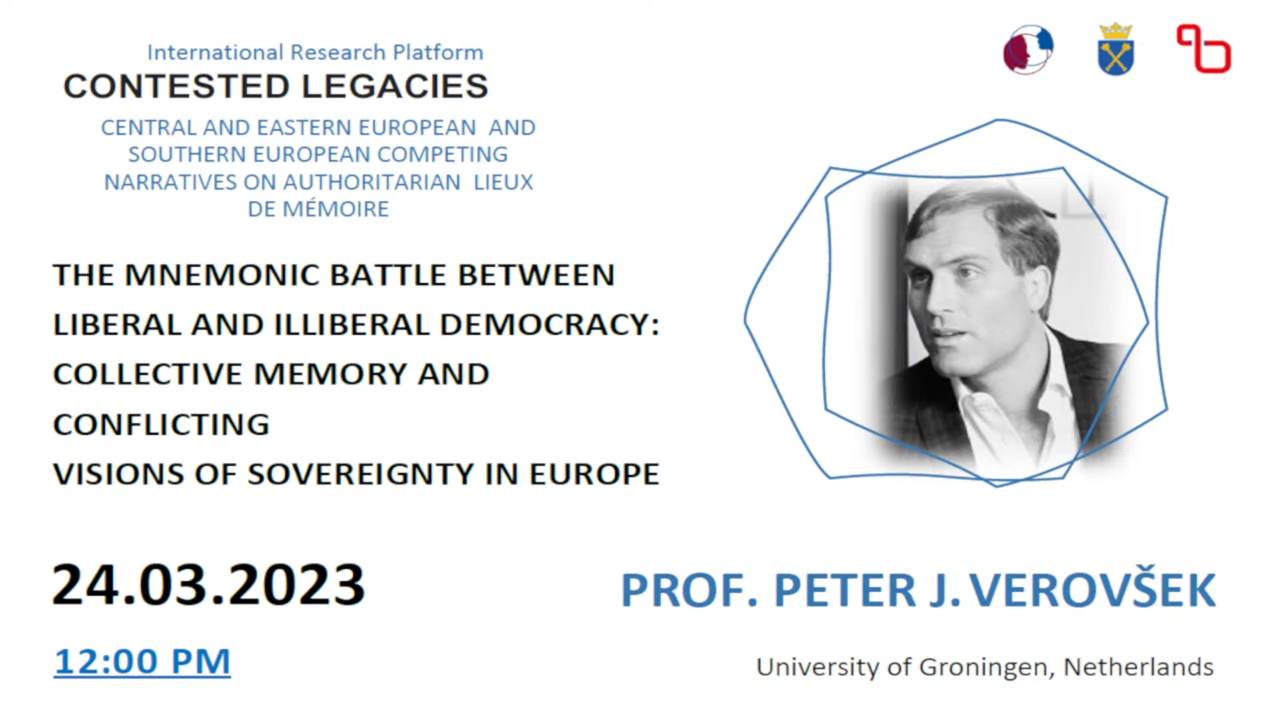 International Research Platform
CONTESTED LEGACIES
CENTRAL AND EASTERN EUROPEAN AND
SOUTHERN EUROPEAN COMPETING
NARRATIVES ON AUTHORITARIAN LIEUX
DE MÉMOIRE
THE MNEMONIC BATTLE BETWEEN
LIBERAL AND ILLIBERAL DEMOCRACY:
COLLECTIVE MEMORY AND
CONFLICTING
VISIONS OF SOVEREIGNTY IN EUROPE
24.03.2023
12:00 PM
PROF. PETER J. VEROVŠEK
University of Groningen, Netherlands